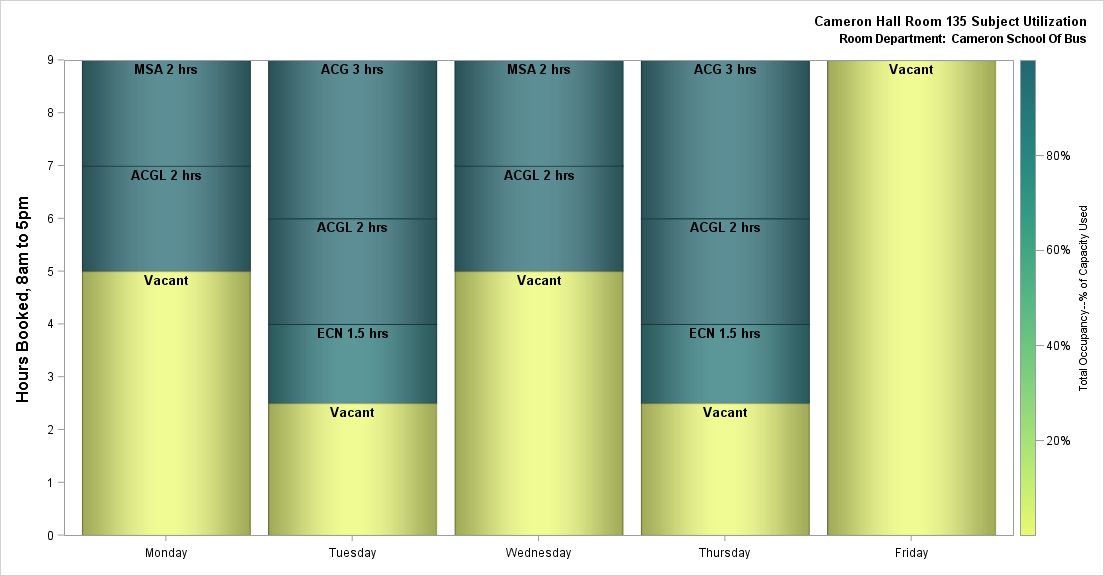 Cameron Hall Room 135 Subject Utilization
Room Department: Cameron School Of Bus
Hours Booked, 8am to 5pm
9
8
7
6
5
4
3
2
1
0
MSA 2 hrs
ACGL 2 hrs
Vacant
ACG 3 hrs
ACGL 2 hrs
ECN 1.5 hrs
Vacant
MSA 2 hrs
ACGL 2 hrs
Vacant
ACG 3 hrs
ACGL 2 hrs
ECN 1.5 hrs
Vacant
Vacant
Monday
Tuesday
Wednesday
Thursday
Friday
80%
60%
40%
20%
Total Occupancy--% of Capacity Used